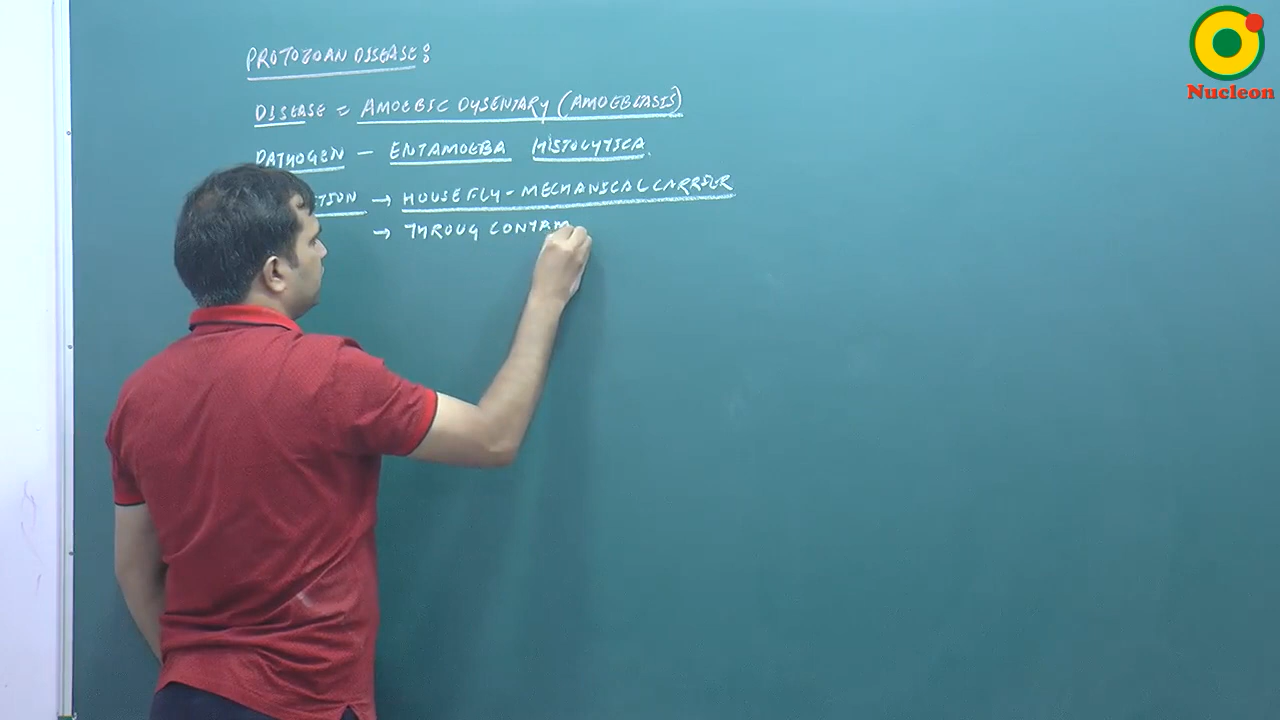 PROTOZOAN DISEASE:
DISEASE = AMOEBIC DYSENTARY (AMOEBIASIS)
PATHOGEN - ENTAMOEBA HISTOLYTICA.
→ HOUSEFLY - MECHANICAL CARRIER
→ THROUG CONTAM
Nucleon